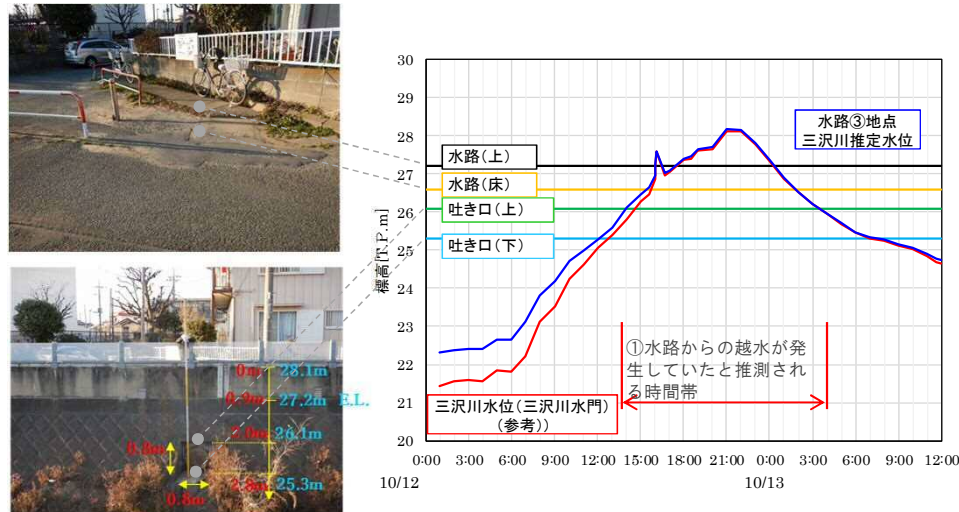 0m
28.1m
0.9m
27.2m
E.L.
2.0m
26.1m
0.8m
2.8m
25.3m
0.8m
標高[T.P.m]
30
29
28
27
26
25
24
23
22
21
20
水路③地点
三沢川推定水位
水路(上)
水路(床)
吐き口(上)
吐き口(下)
①水路からの越水が発
生していたと推測され
る時間帯
三沢川水位(三沢川水門)
(参考))
0:00 3:00 6:00 9:00 12:00 15:00 18:00 21:00 0:00 3:00 6:00 9:00 12:00
10/12 10/13